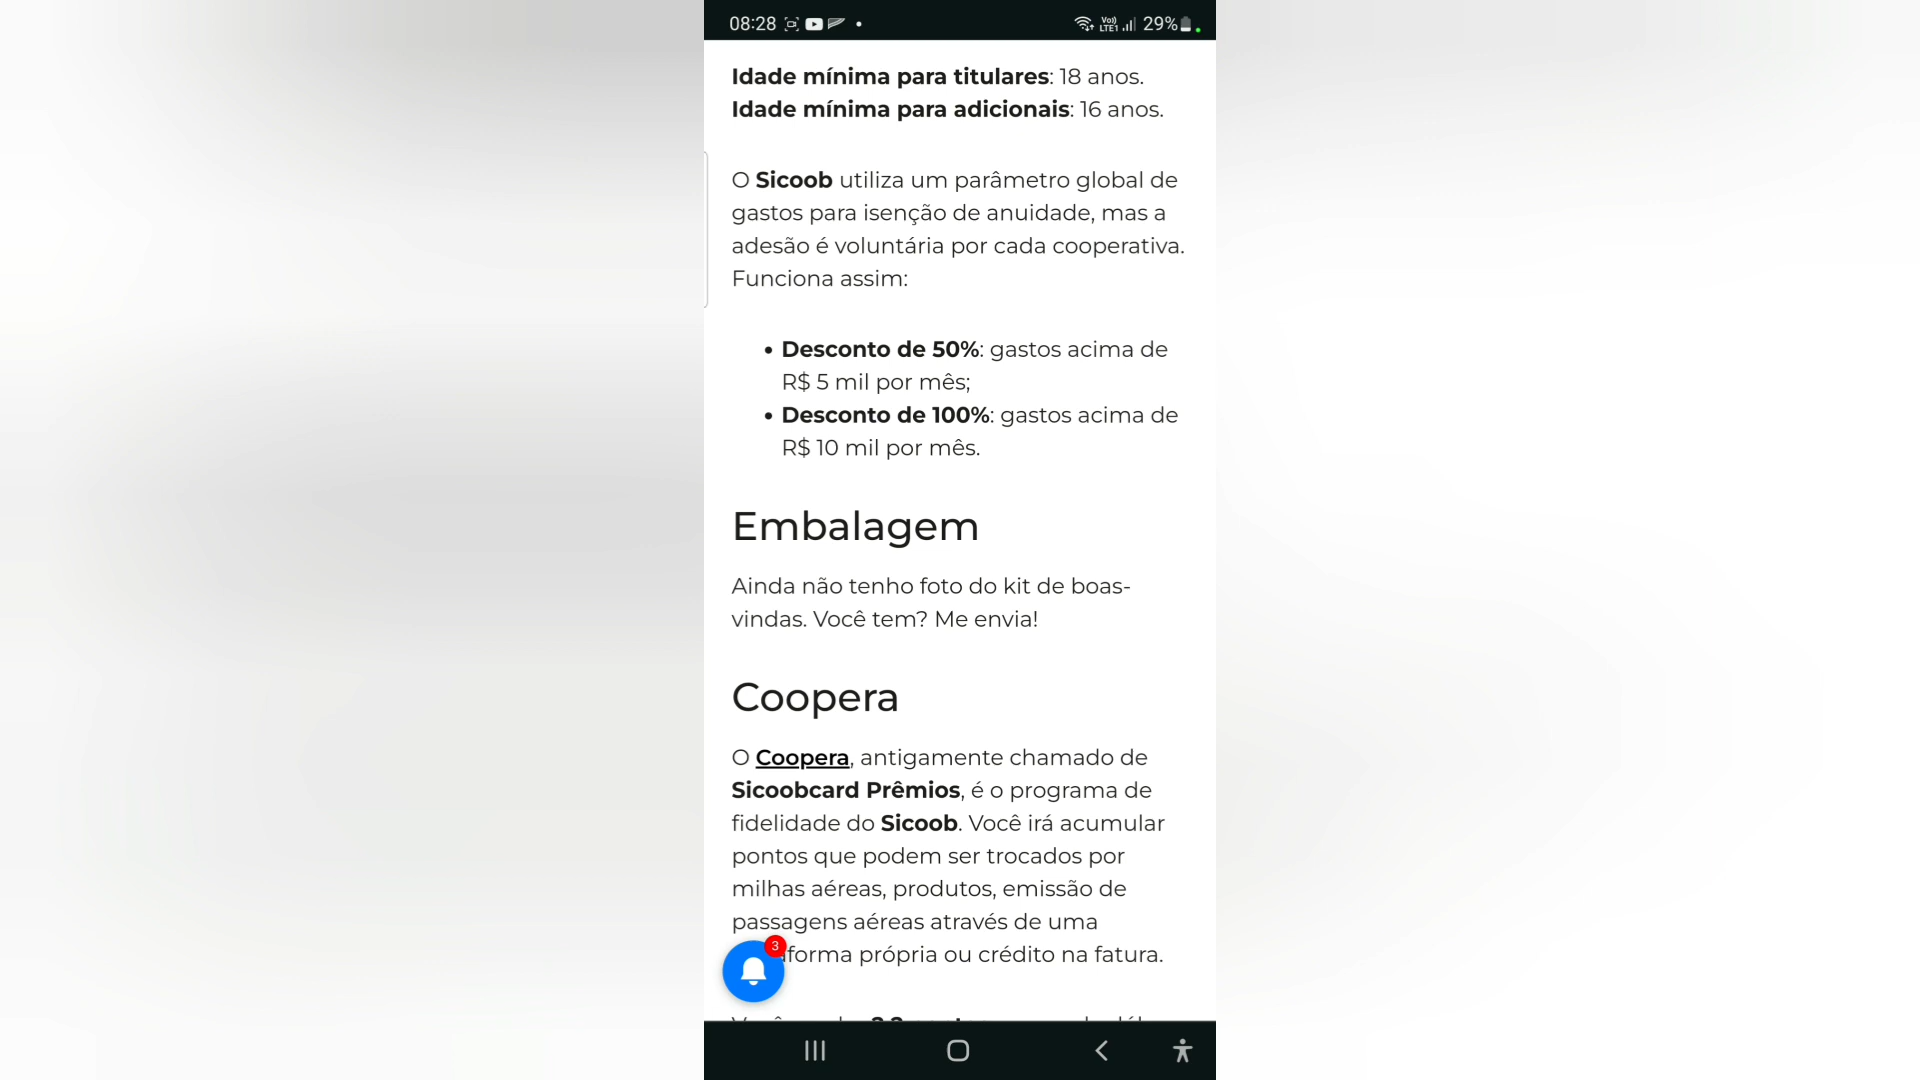 08:28
Vo))
LTE1
29%
Idade mínima para titulares: 18 anos.
Idade mínima para adicionais: 16 anos.
O Sicoob utiliza um parâmetro global de
gastos para isenção de anuidade, mas a
adesão é voluntária por cada cooperativa.
Funciona assim:
• Desconto de 50%: gastos acima de
R$ 5 mil por mês;
• Desconto de 100%: gastos acima de
R$ 10 mil por mês.
Embalagem
Ainda não tenho foto do kit de boas-
vindas. Você tem? Me envia!
Coopera
O Coopera, antigamente chamado de
Sicoobcard Prêmios, é o programa de
fidelidade do Sicoob. Você irá acumular
pontos que podem ser trocados por
milhas aéreas, produtos, emissão de
passagens aéreas através de uma
forma própria ou crédito na fatura.
3